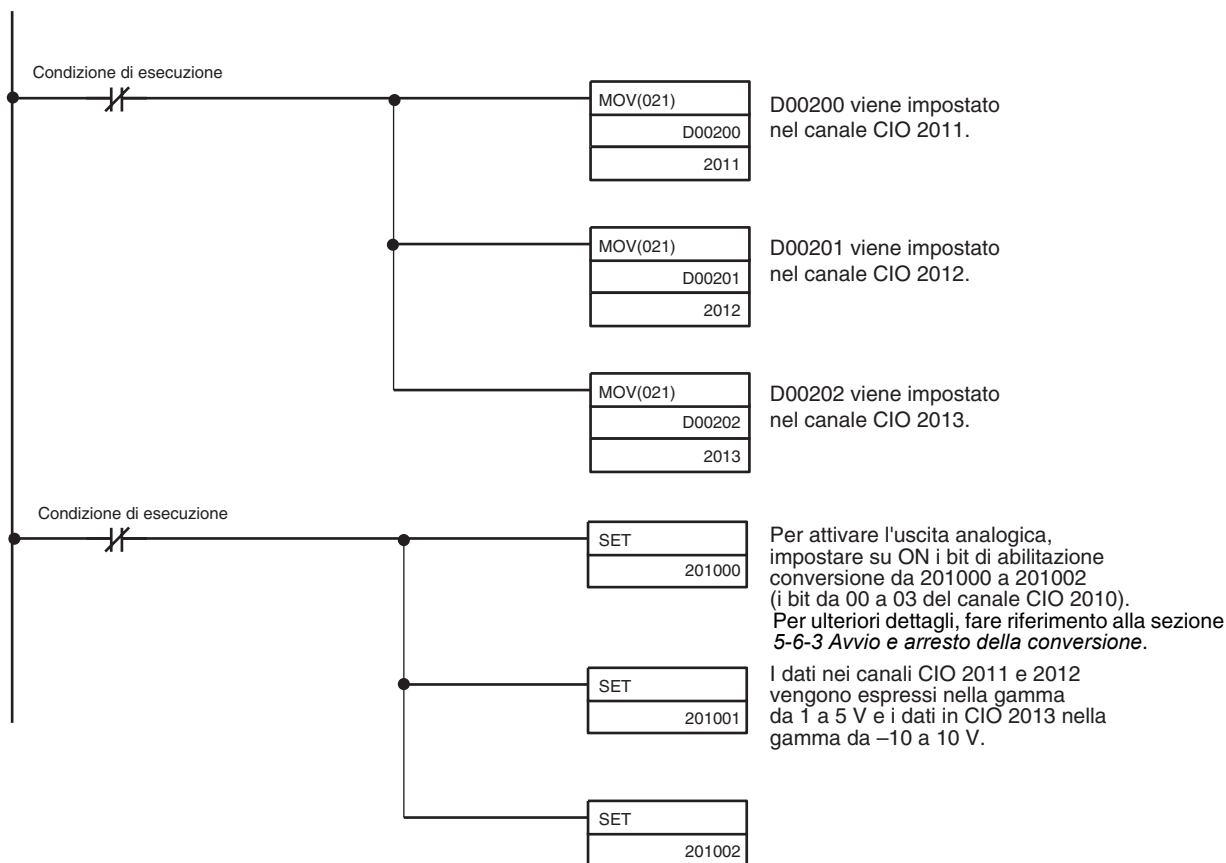 Condizione di esecuzione
MOV(021)
D00200
2011
D00200 viene impostato
nel canale CIO 2011.
MOV(021)
D00201
2012
D00201 viene impostato
nel canale CIO 2012.
MOV(021)
D00202
2013
D00202 viene impostato
nel canale CIO 2013.
Condizione di esecuzione
SET
201000
Per attivare l'uscita analogica,
impostare su ON i bit di abilitazione
conversione da 201000 a 201002
(i bit da 00 a 03 del canale CIO 2010).
Per ulteriori dettagli, fare riferimento alla sezione
5-6-3 Avvio e arresto della conversione.
SET
201001
I dati nei canali CIO 2011 e 2012
vengono espressi nella gamma
da 1 a 5 V e i dati in CIO 2013 nella
gamma da –10 a 10 V.
SET
201002